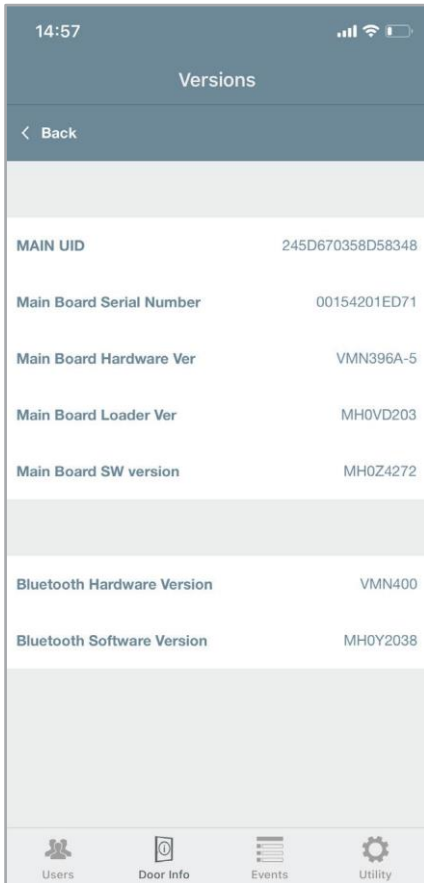 14:57
Versions
Back
MAIN UID 245D670358D58348
Main Board Serial Number 00154201ED71
Main Board Hardware Ver VMN396A-5
Main Board Loader Ver MH0VD203
Main Board SW version MH0Z4272
Bluetooth Hardware Version VMN400
Bluetooth Software Version MH0Y2038
Users Door Info Events Utility